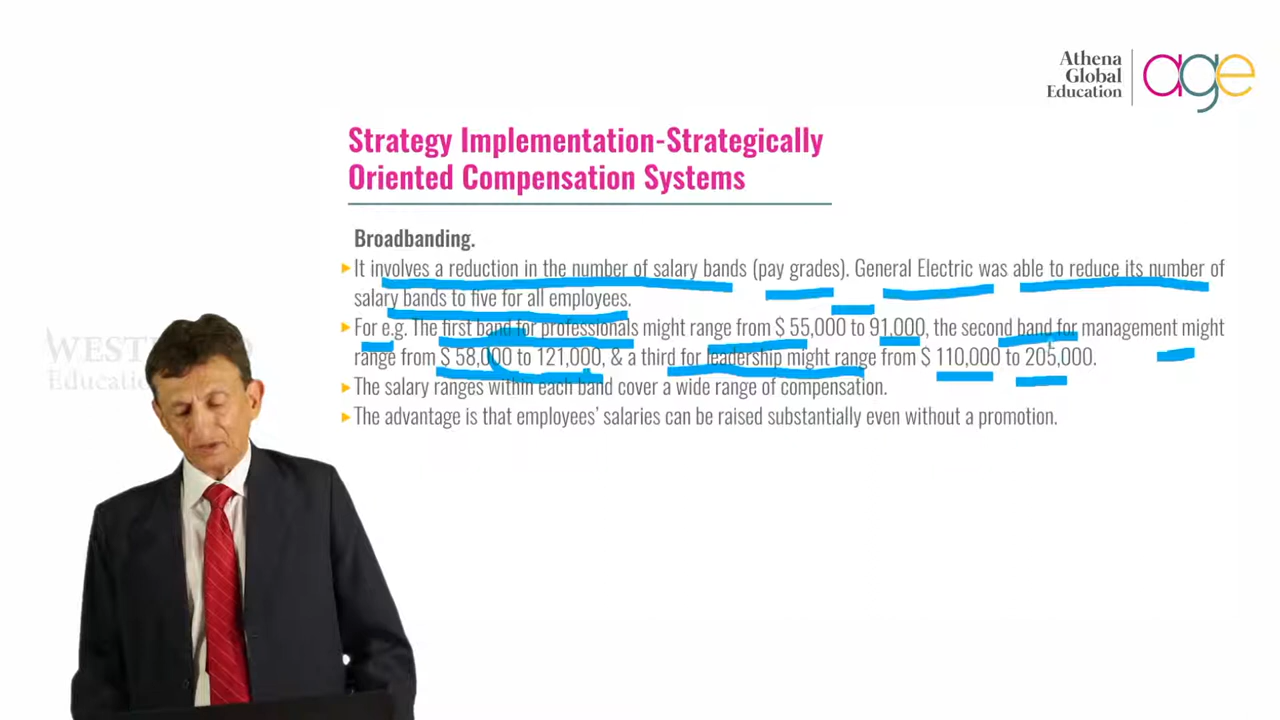 Athena
Global
Education
age
Strategy Implementation-Strategically
Oriented Compensation Systems
Broadbanding.
It involves a reduction in the number of salary bands (pay grades). General Electric was able to reduce its number of
salary bands to five for all employees.
For e.g. The first band for professionals might range from $ 55,000 to 91,000, the second band for management might
range from $ 58,000 to 121,000, & a third for leadership might range from $ 110,000 to 205,000.
The salary ranges within each band cover a wide range of compensation.
The advantage is that employees' salaries can be raised substantially even without a promotion.